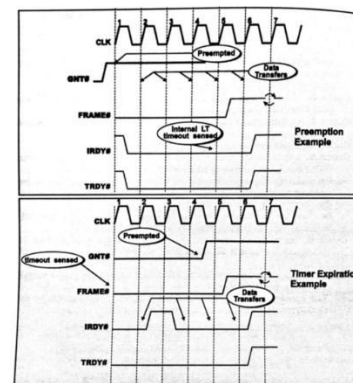 1 2 3 4 5 6 7
CLK
Preempted
GNT#
Data
Transfers
FRAME#
Internal LT
timeout sensed
Preemption
Example
IRDY#
TRDY#
1 2 3 4 5 6 7
CLK
Preempted
GNT#
timeout sensed
Timer Expiration
Example
FRAME#
Data
Transfers
IRDY#
TRDY#